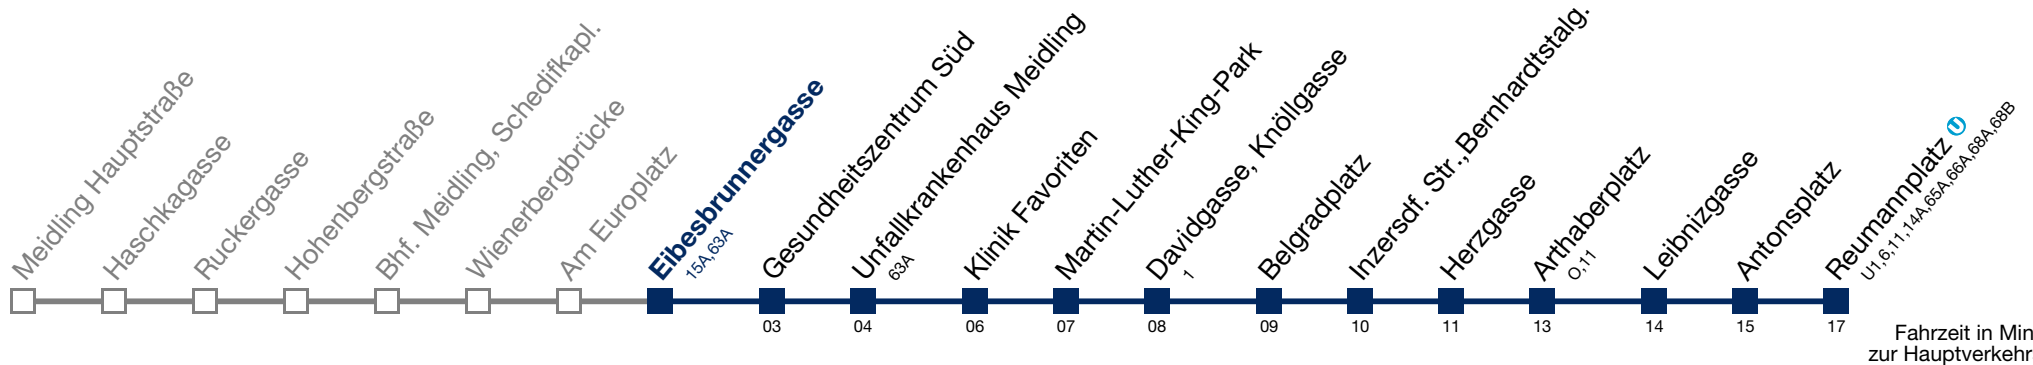 Meidling Hauptstraße
Haschkagasse
Ruckergasse
Hohenbergstraße
Bhf. Meidling, Schedifkapl.
Wienerbergbrücke
Am Europlatz
Eibesbrunnergasse
15A,63A
Gesundheitszentrum Süd
Unfallkrankenhaus Meidling
63A
Klinik Favoriten
Martin-Luther-King-Park
Davidgasse, Knöllgasse
1
Belgradplatz
Inzersdf. Str.,Bernhardtstalg.
Herzgasse
Arthaberplatz
O,11
Leibnizgasse
Antonsplatz
Reumannplatz U
U1,6,11,14A,65A,66A,68A,68B
03 04 06 07 08 09 10 11 13 14 15 17
Fahrzeit in Min
zur Hauptverkehr